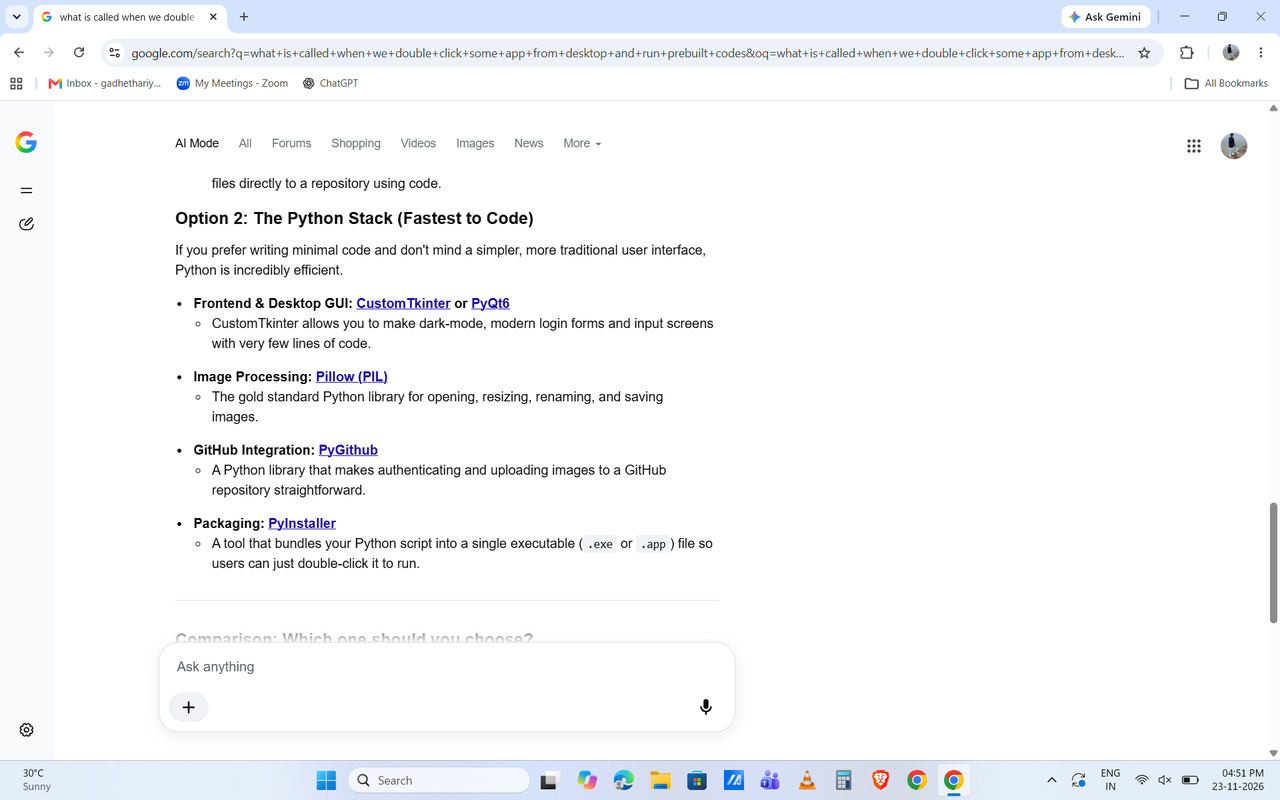 what is called when we double
Ask Gemini
google.com/search?q=what+is+called+when+we+double+click+some+app+from+desktop+and+run+prebuilt+codes&oq=what+is+called+when+we+double+click+some+app+from+desk...
Inbox - gadhethariy...
zm
My Meetings - Zoom
ChatGPT
All Bookmarks
AI Mode
All
Forums
Shopping
Videos
Images
News
More
files directly to a repository using code.
Option 2: The Python Stack (Fastest to Code)
If you prefer writing minimal code and don't mind a simpler, more traditional user interface,
Python is incredibly efficient.
• Frontend & Desktop GUI: CustomTkinter or PyQt6
◦ CustomTkinter allows you to make dark-mode, modern login forms and input screens
with very few lines of code.
• Image Processing: Pillow (PIL)
◦ The gold standard Python library for opening, resizing, renaming, and saving
images.
• GitHub Integration: PyGithub
◦ A Python library that makes authenticating and uploading images to a GitHub
repository straightforward.
• Packaging: PyInstaller
◦ A tool that bundles your Python script into a single executable ( .exe or .app ) file so
users can just double-click it to run.
Comparison: Which one should you choose?
Ask anything
30°C
Sunny
Search
ENG
IN
04:51 PM
23-11-2026